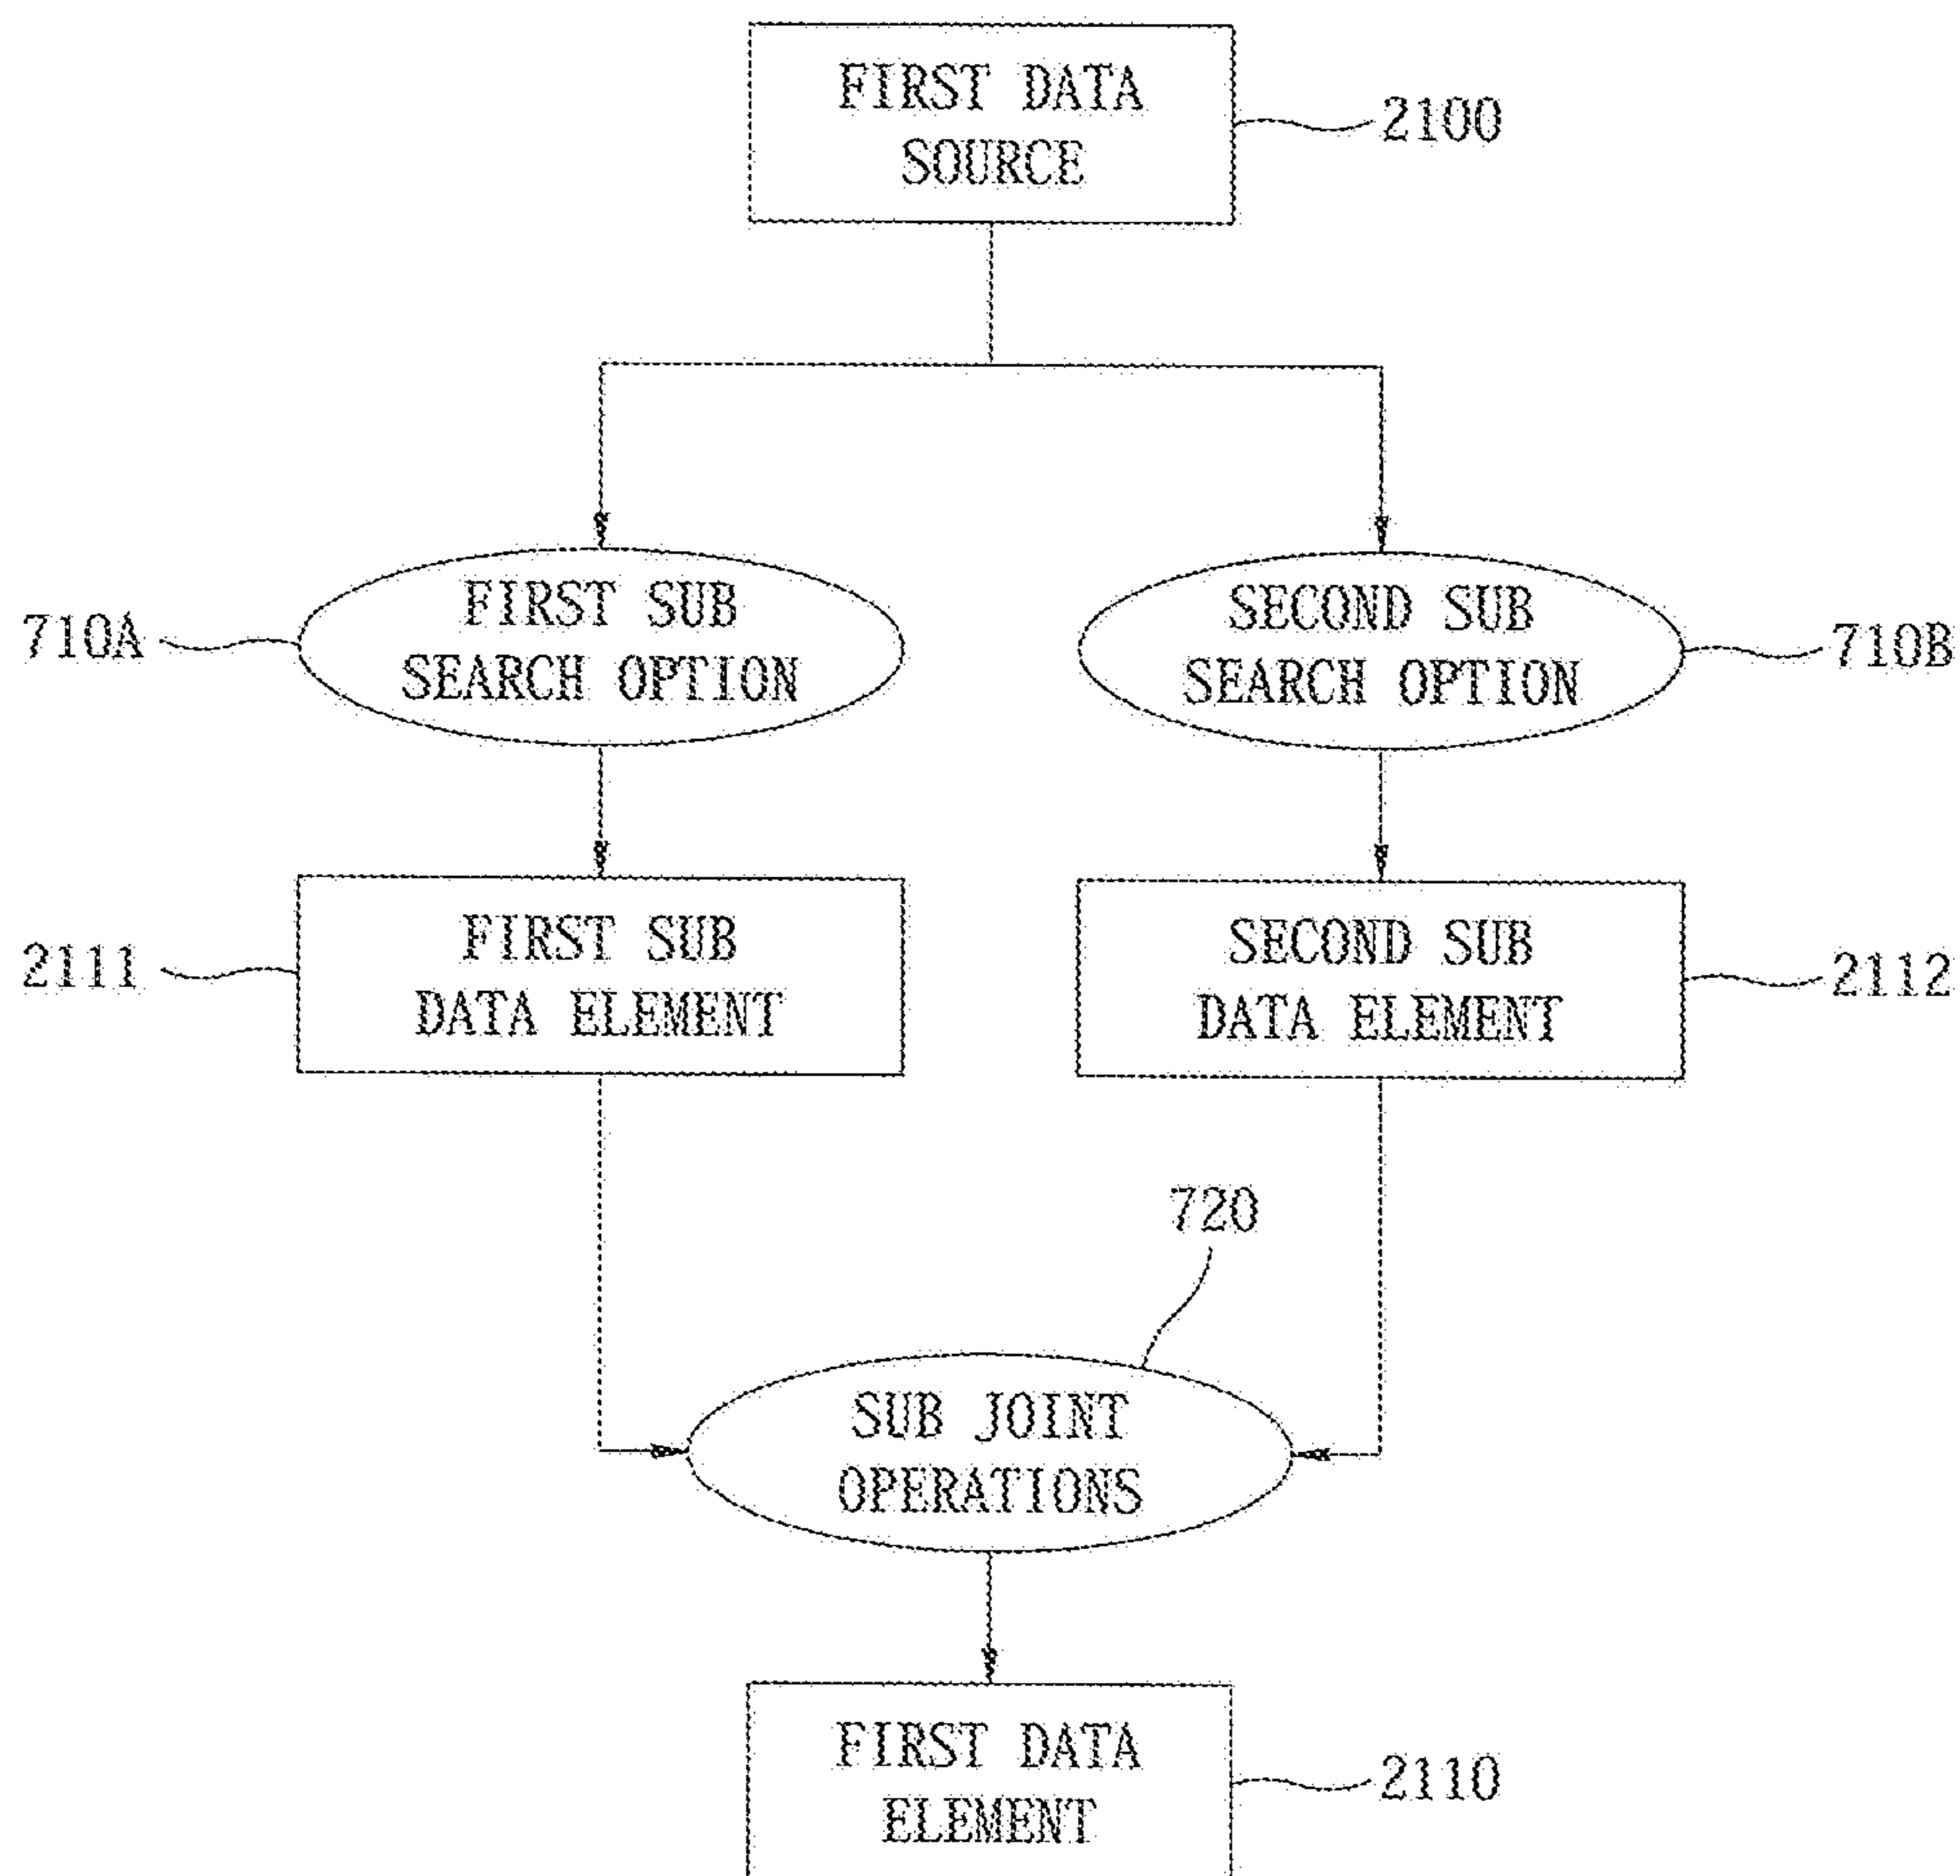 FIRST DATA
SOURCE
2100
FIRST SUB
SEARCH OPTION
710A
SECOND SUB
SEARCH OPTION
710B
FIRST SUB
DATA ELEMENT
2111
SECOND SUB
DATA ELEMENT
2112
720
SUB JOINT
OPERATIONS
FIRST DATA
ELEMENT
2110